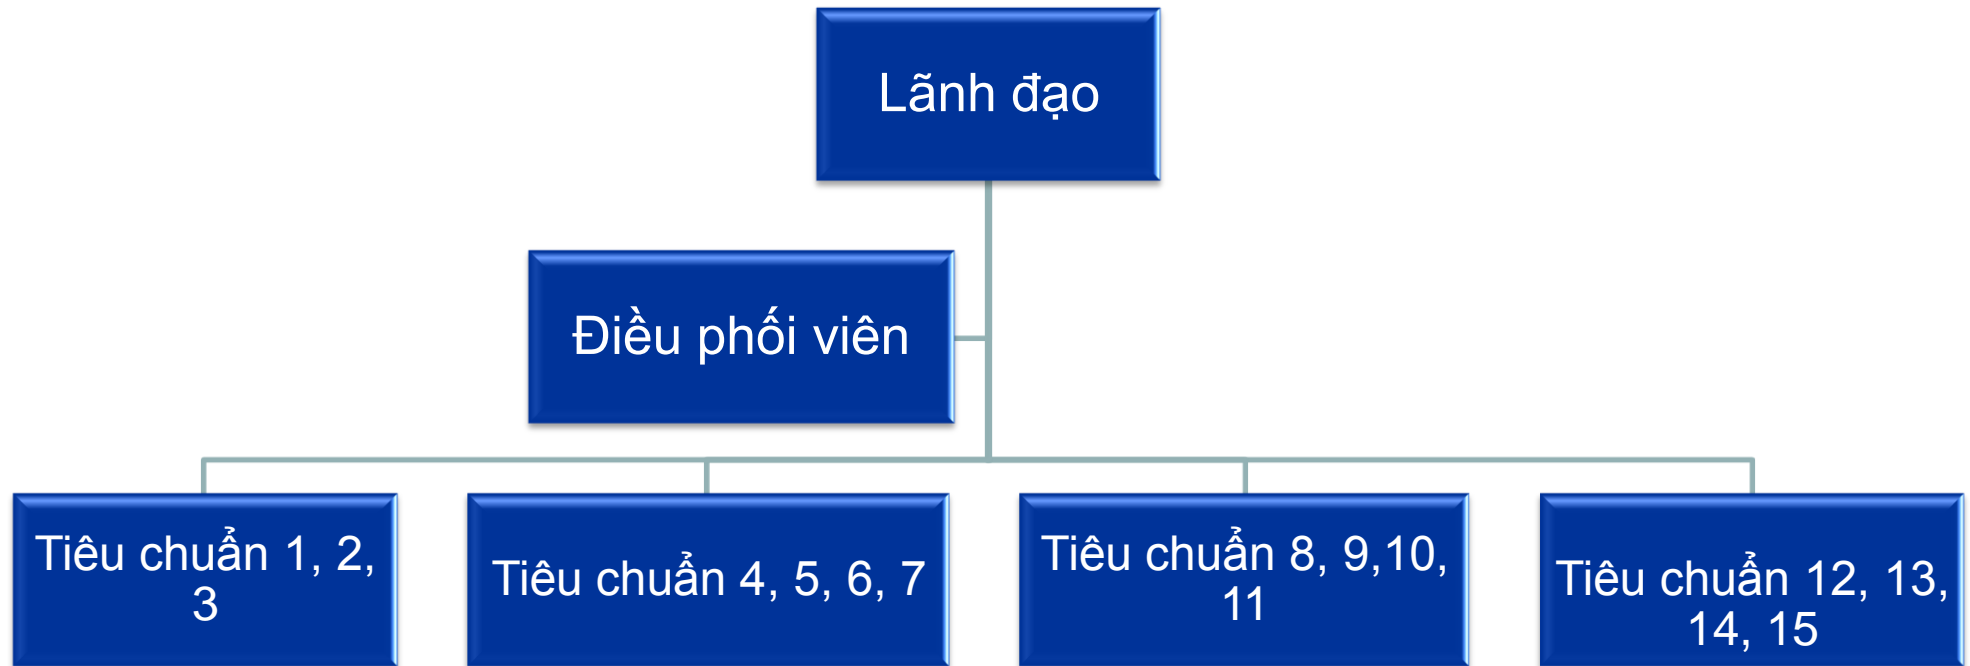 Lãnh đạo
Điều phối viên
Tiêu chuẩn 1, 2,
3
Tiêu chuẩn 4, 5, 6, 7
Tiêu chuẩn 8, 9,10,
11
Tiêu chuẩn 12, 13,
14, 15